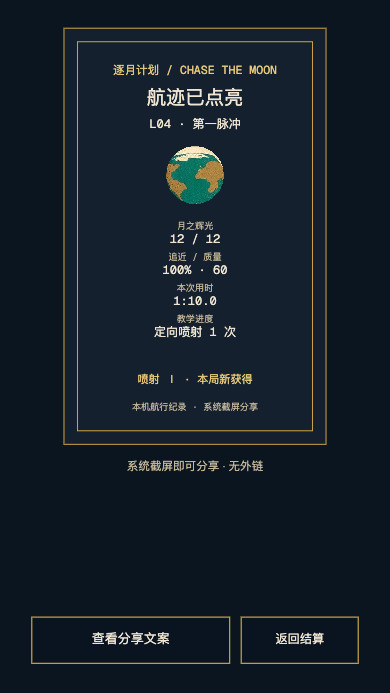 逐月计划 / CHASE THE MOON
航迹已点亮
L04 · 第一脉冲
月之辉光
12 / 12
追近 / 质量
100% · 60
本次用时
1:10.0
教学进度
定向喷射 1 次
喷射 Ⅰ · 本局新获得
本机航行纪录 · 系统截屏分享
系统截屏即可分享 · 无外链
查看分享文案
返回结算